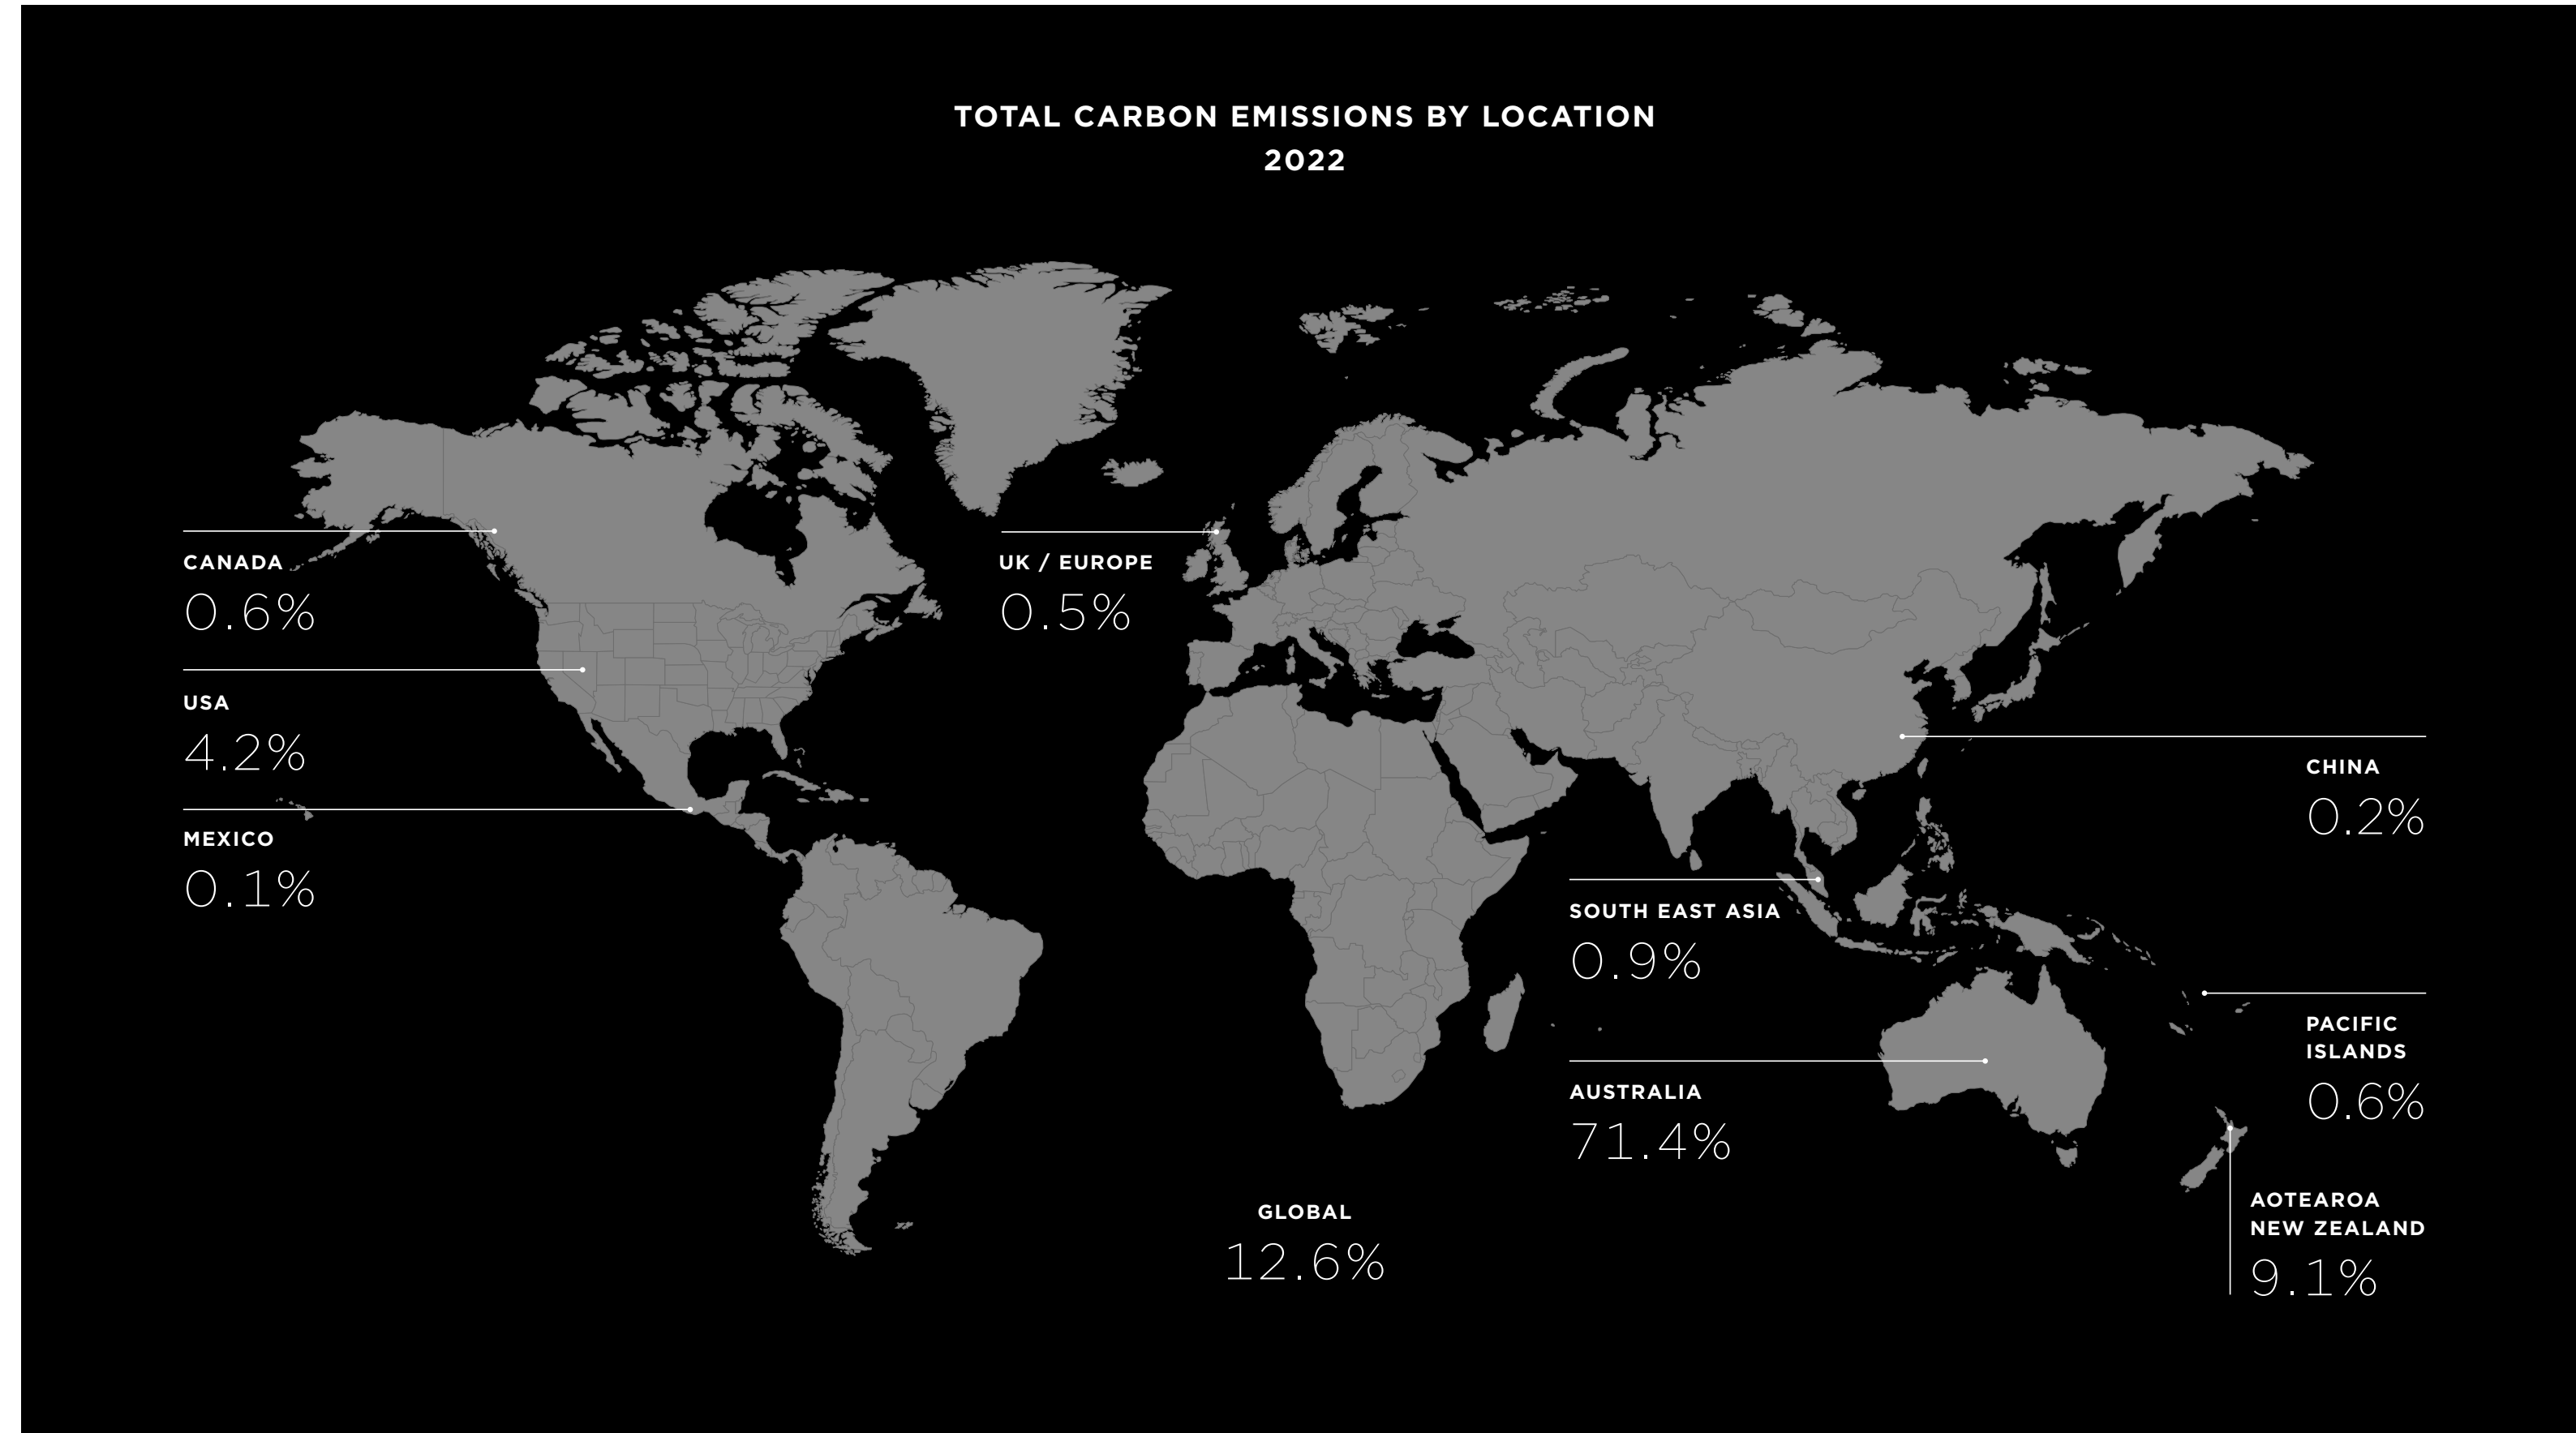 TOTAL CARBON EMISSIONS BY LOCATION
2022
CANADA
0.6%
USA
4.2%
MEXICO
0.1%
UK / EUROPE
0.5%
CHINA
0.2%
SOUTH EAST ASIA
0.9%
PACIFIC
ISLANDS
0.6%
AUSTRALIA
71.4%
AOTEAROA
NEW ZEALAND
9.1%
GLOBAL
12.6%